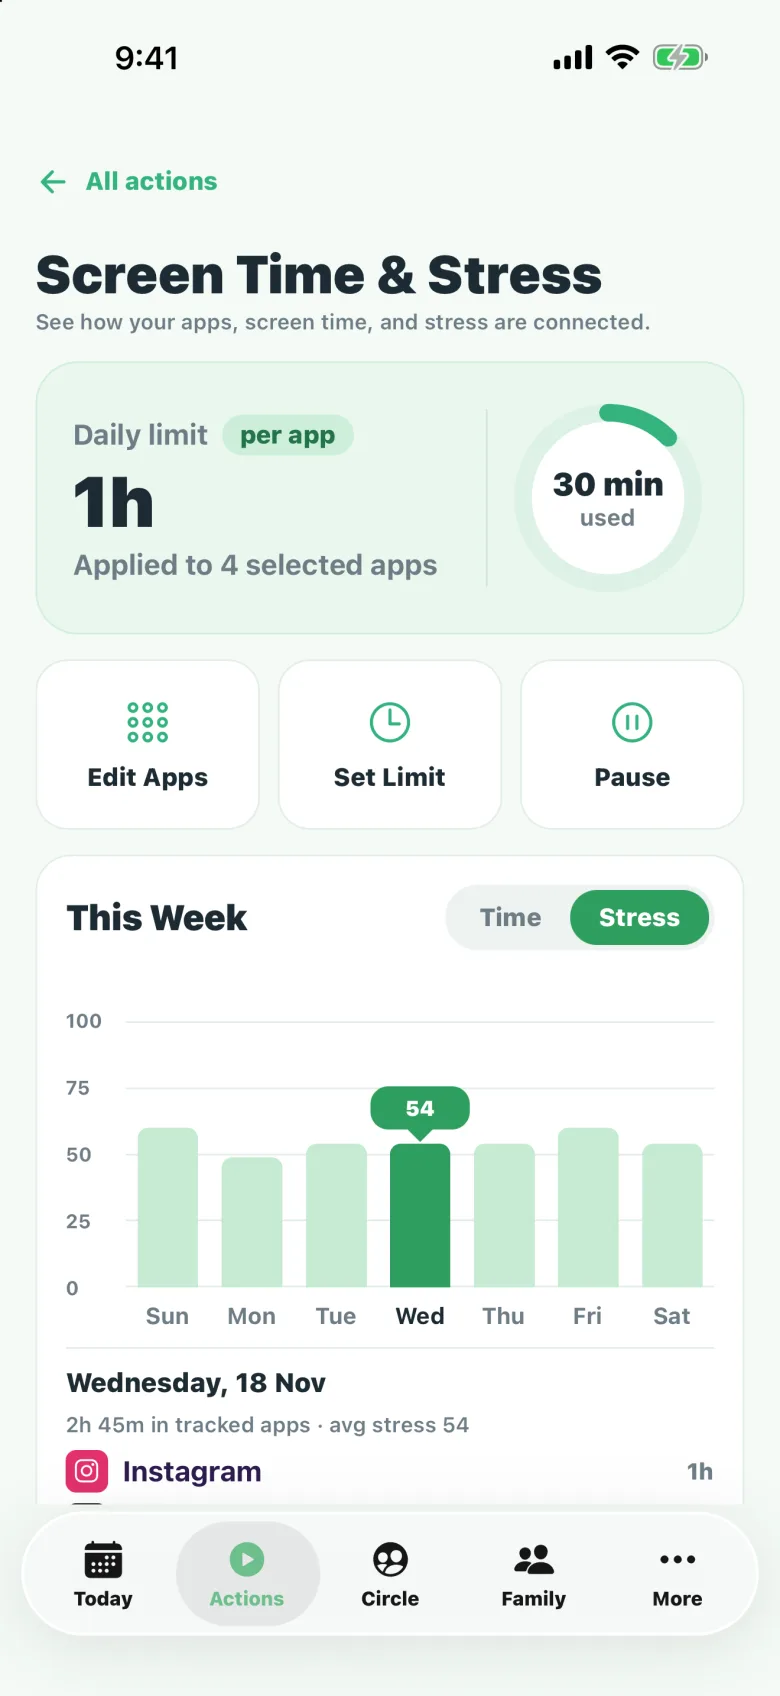 9:41
All actions
Screen Time & Stress
See how your apps, screen time, and stress are connected.
Daily limit per app
1h
Applied to 4 selected apps
30 min
used
Edit Apps
Set Limit
Pause
This Week
Time
Stress
100
75
54
50
25
0
Sun Mon Tue Wed Thu Fri Sat
Wednesday, 18 Nov
2h 45m in tracked apps · avg stress 54
Instagram 1h
Today
Actions
Circle
Family
More